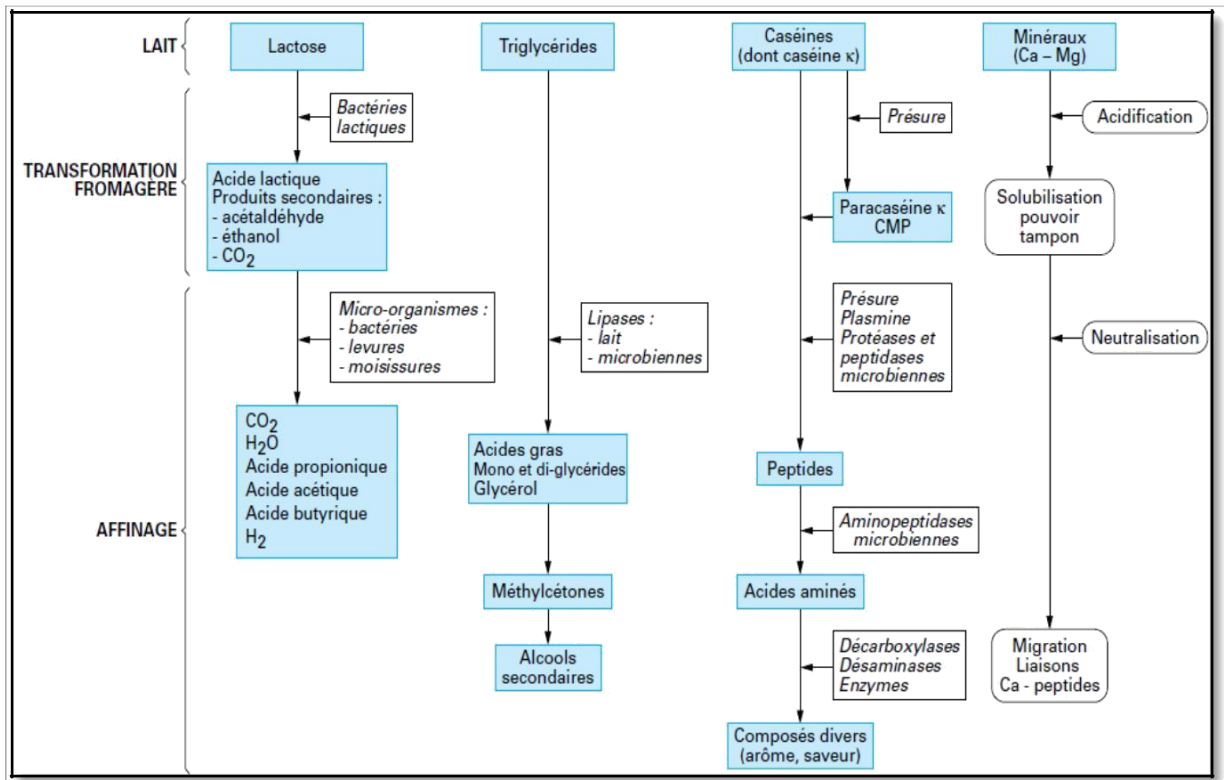 LAIT
Lactose
Triglycérides
Caséines
(dont caséine κ)
Minéraux
(Ca – Mg)
Bactéries
lactiques
Présure
Acidification
TRANSFORMATION
FROMAGÈRE
Acide lactique
Produits secondaires :
- acétaldéhyde
- éthanol
- CO2
Paracaséine κ
CMP
Solubilisation
pouvoir
tampon
Micro-organismes :
- bactéries
- levures
- moisissures
Lipases :
- lait
- microbiennes
Présure
Plasmine
Protéases et
peptidases
microbiennes
Neutralisation
AFFINAGE
CO2
H2O
Acide propionique
Acide acétique
Acide butyrique
H2
Acides gras
Mono et di-glycérides
Glycérol
Peptides
Aminopeptidases
microbiennes
Méthylcétones
Acides aminés
Alcools
secondaires
Décarboxylases
Désaminases
Enzymes
Migration
Liaisons
Ca - peptides
Composés divers
(arôme, saveur)